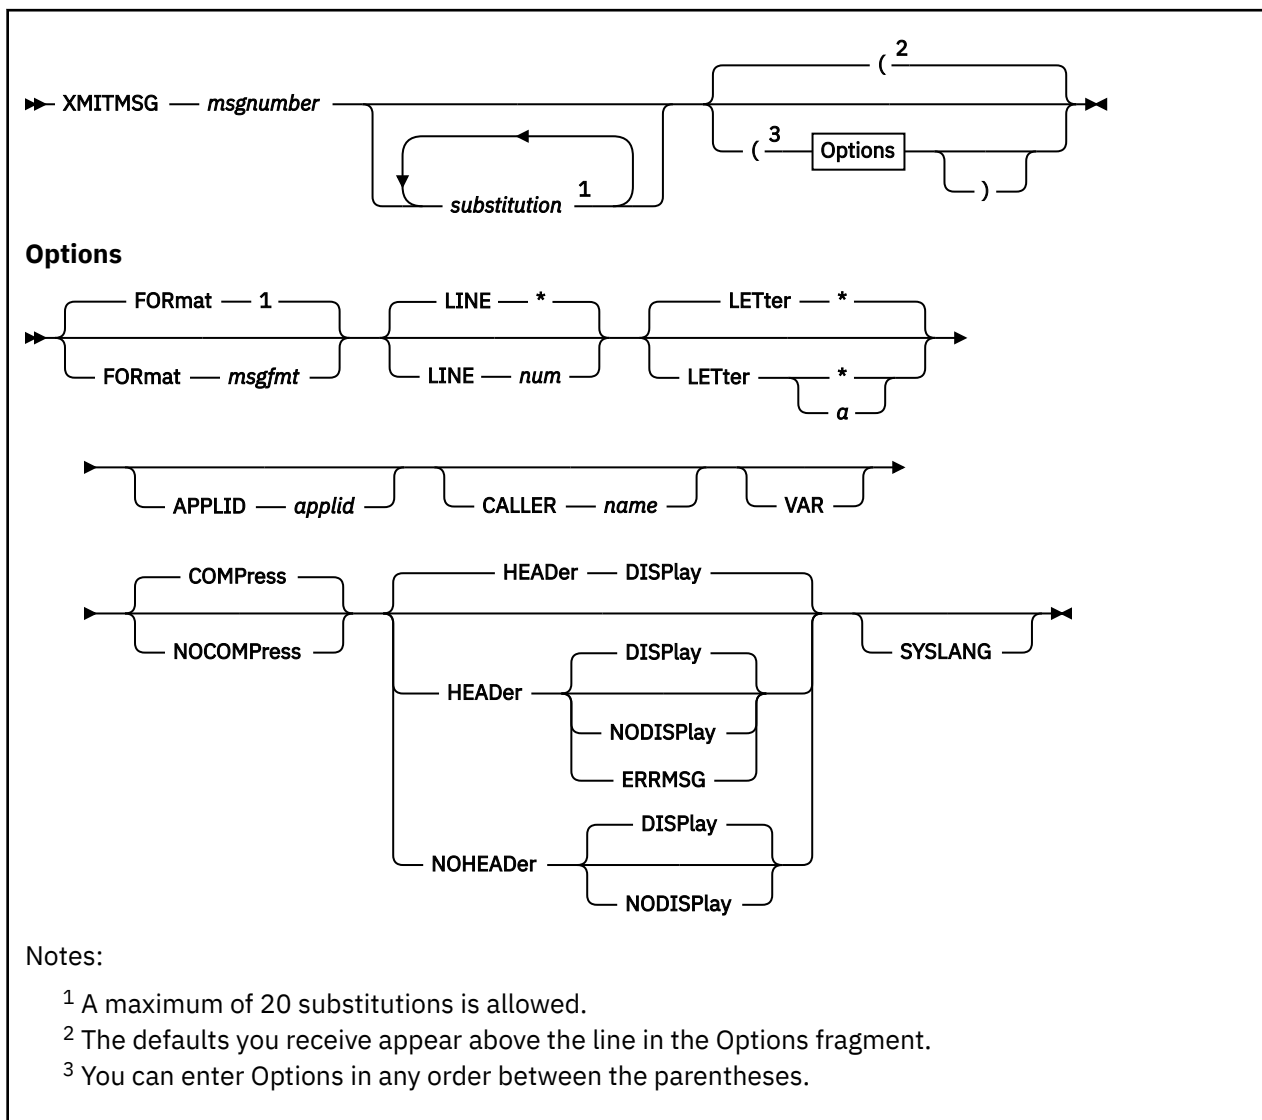 ( 2
XMITMSG msgnumber
( 3 Options
)
substitution 1
Options
FORmat 1 LINE * LETter *
FORmat msgfmt LINE num LETter *
a
APPLID applid CALLER name VAR
COMPress HEADer DISPlay
NOCOMPress DISPlay SYSLANG
HEADer
NODISPlay
ERRMSG
DISPlay
NOHEADer
NODISPlay
Notes:
1 A maximum of 20 substitutions is allowed.
2 The defaults you receive appear above the line in the Options fragment.
3 You can enter Options in any order between the parentheses.